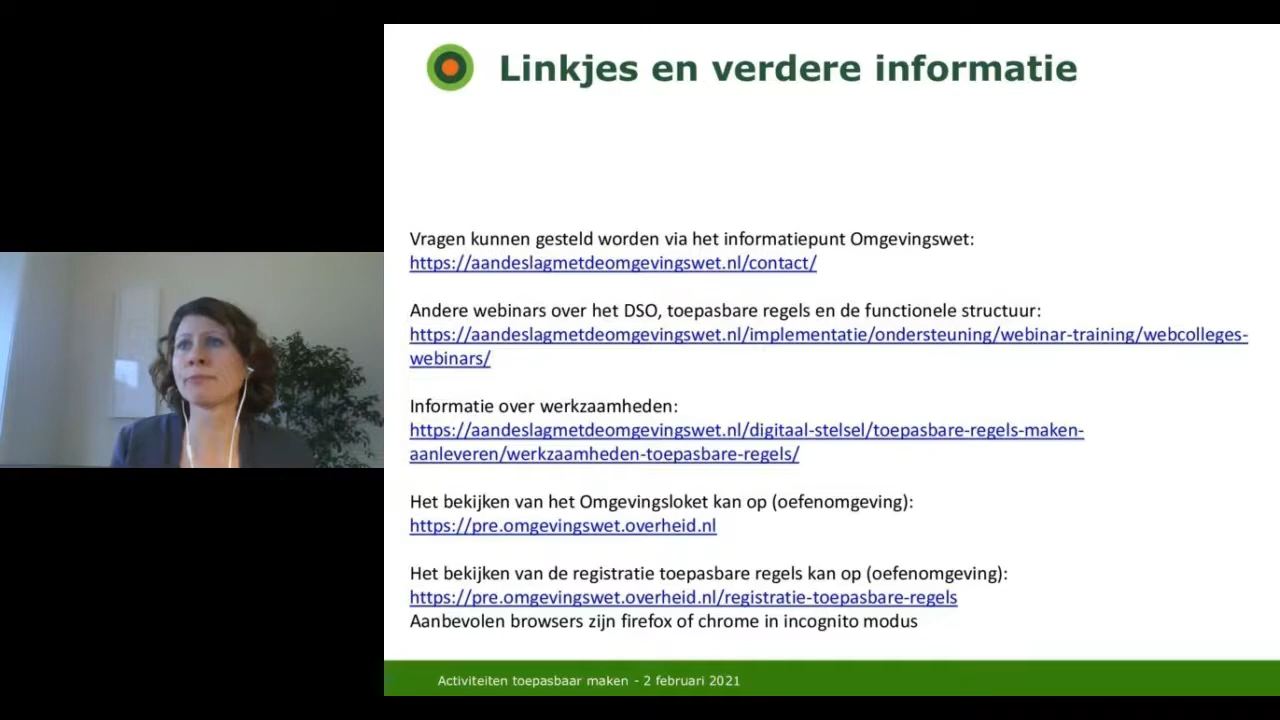 Linkjes en verdere informatie
Vragen kunnen gesteld worden via het informatiepunt Omgevingswet:
https://aandeslagmetdeomgevingswet.nl/contact/
Andere webinars over het DSO, toepasbare regels en de functionele structuur:
https://aandeslagmetdeomgevingswet.nl/implementatie/ondersteuning/webinar-training/webcolleges-
webinars/
Informatie over werkzaamheden:
https://aandeslagmetdeomgevingswet.nl/digitaal-stelsel/toepasbare-regels-maken-
aanleveren/werkzaamheden-toepasbare-regels/
Het bekijken van het Omgevingsloket kan op (oefenomgeving):
https://pre.omgevingswet.overheid.nl
Het bekijken van de registratie toepasbare regels kan op (oefenomgeving):
https://pre.omgevingswet.overheid.nl/registratie-toepasbare-regels
Aanbevolen browsers zijn firefox of chrome in incognito modus
Activiteiten toepasbaar maken - 2 februari 2021